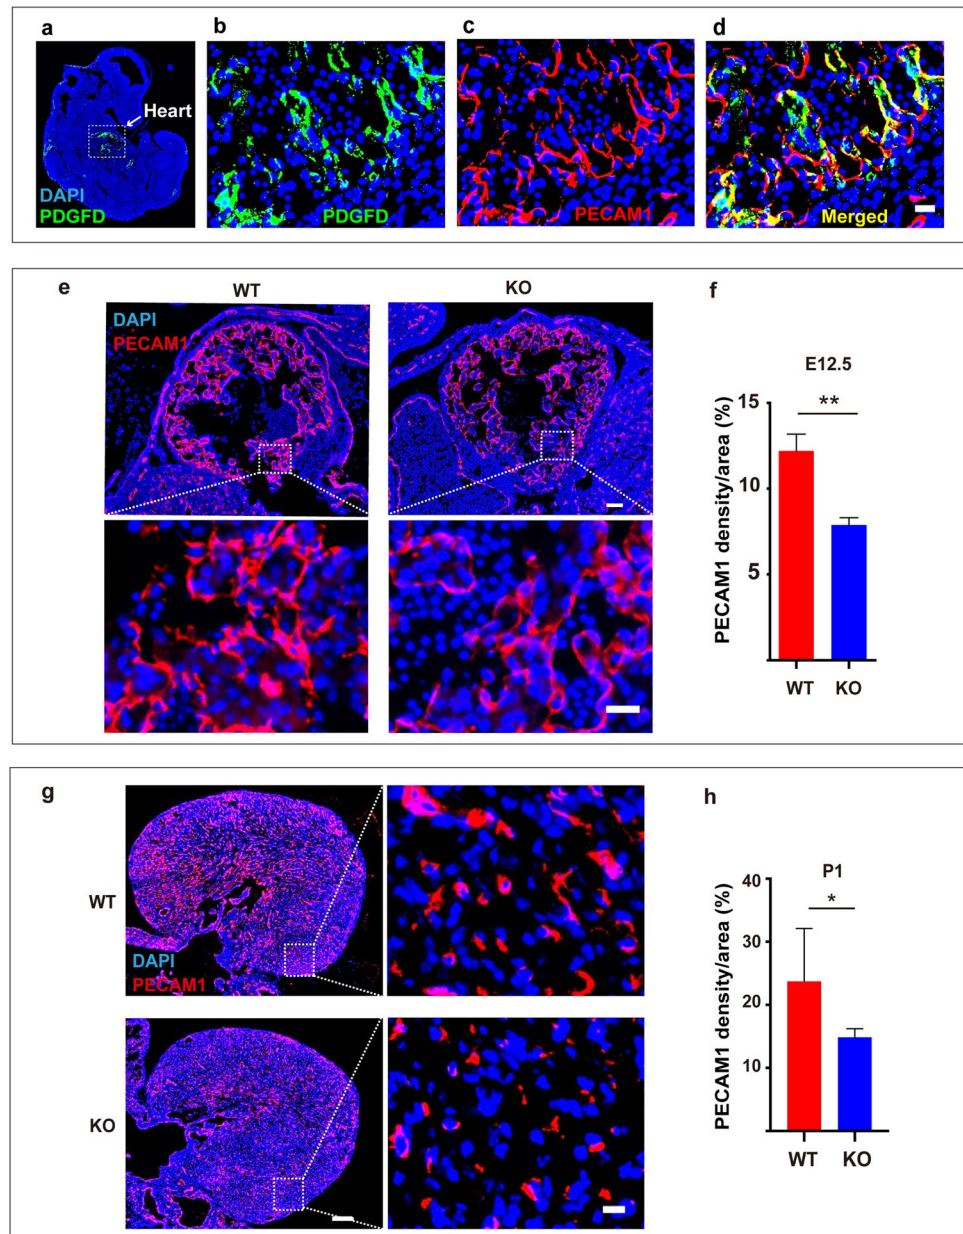 a
b
c
d
Heart
DAPI
PDGFD
PDGFD
PECAM1
Merged
e
WT
KO
f
DAPI
PECAM1
E12.5
**
15
10
5
PECAM1 density/area (%)
WT KO
g
h
WT
DAPI
PECAM1
KO
P1
*
40
30
20
10
PECAM1 density/area (%)
WT KO